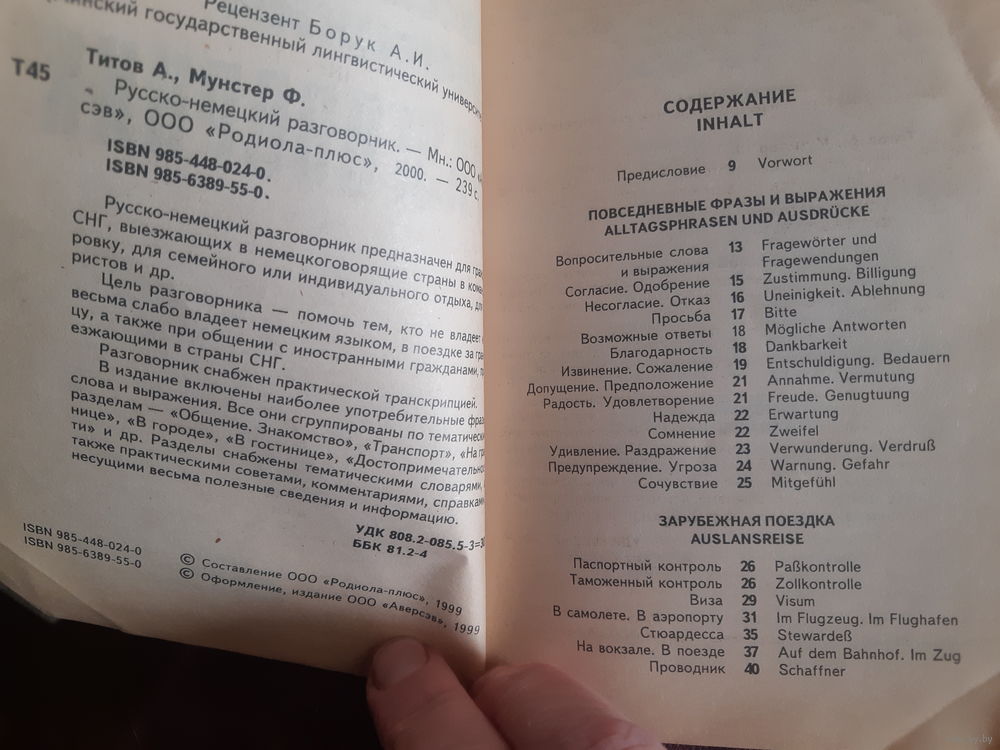 Рецензент Борук А. И.
государственный лингвистический
Титов А., Мунстер Ф.
Т45
Русско-немецкий разговорник. — Мн.: ООО
сэв», ООО «Родиола-плюс», 2000. — 239 с.
ISBN 985-448-024-0.
ISBN 985-6389-55-0.
Русско-немецкий разговорник предназначен для
СНГ, выезжающих в немецкоговорящие страны в
ровку, для семейного или индивидуального отдыха,
ристов и др.
Цель разговорника — помочь тем, кто не владеет
весьма слабо владеет немецким языком, в поездке за
цу, а также при общении с иностранными гражданами,
езжающими в страны СНГ.
Разговорник снабжен практической транскрипцией.
В издание включены наиболее употребительные
слова и выражения. Все они сгруппированы по
разделам — «Общение. Знакомство», «Транспорт», «На
нице», «В городе», «В гостинице»,
ти» и др. Разделы снабжены тематическими словарями,
также практическими советами, комментариями,
несущими весьма полезные сведения и информацию.
УДК 808.2-085.5-3=
ББК 81.2-4
ISBN 985-448-024-0
ISBN 985-6389-55-0
© Составление ООО «Родиола-плюс», 1999
© Оформление, издание ООО «Аверсэв», 1999
СОДЕРЖАНИЕ
INHALT
Предисловие 9 Vorwort
ПОВСЕДНЕВНЫЕ ФРАЗЫ И ВЫРАЖЕНИЯ
ALLTAGSPHRASEN UND AUSDRÜCKE
Вопросительные слова 13 Fragewörter und
и выражения Fragewendungen
Согласие. Одобрение 15 Zustimmung. Billigung
Несогласие. Отказ 16 Uneinigkeit. Ablehnung
Просьба 17 Bitte
Возможные ответы 18 Mögliche Antworten
Благодарность 18 Dankbarkeit
Извинение. Сожаление 19 Entschuldigung. Bedauern
Допущение. Предположение 21 Annahme. Vermutung
Радость. Удовлетворение 21 Freude. Genugtuung
Надежда 22 Erwartung
Сомнение 22 Zweifel
Удивление. Раздражение 23 Verwunderung. Verdruß
Предупреждение. Угроза 24 Warnung. Gefahr
Сочувствие 25 Mitgefühl
ЗАРУБЕЖНАЯ ПОЕЗДКА
AUSLANSREISE
Паспортный контроль 26 Paßkontrolle
Таможенный контроль 26 Zollkontrolle
Виза 29 Visum
В самолете. В аэропорту 31 Im Flugzeug. Im Flughafen
Стюардесса 35 Stewardeß
На вокзале. В поезде 37 Auf dem Bahnhof. Im Zug
Проводник 40 Schaffner